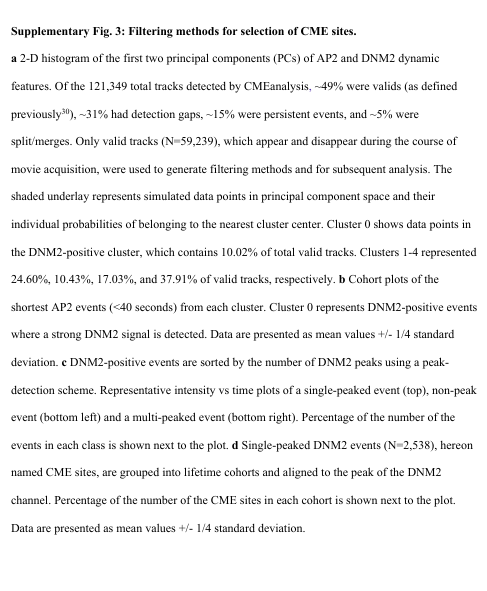 Supplementary Fig. 3: Filtering methods for selection of CME sites.
a 2-D histogram of the first two principal components (PCs) of AP2 and DNM2 dynamic
features. Of the 121,349 total tracks detected by CMEanalysis, ~49% were valids (as defined
previously30), ~31% had detection gaps, ~15% were persistent events, and ~5% were
split/merges. Only valid tracks (N=59,239), which appear and disappear during the course of
movie acquisition, were used to generate filtering methods and for subsequent analysis. The
shaded underlay represents simulated data points in principal component space and their
individual probabilities of belonging to the nearest cluster center. Cluster 0 shows data points in
the DNM2-positive cluster, which contains 10.02% of total valid tracks. Clusters 1-4 represented
24.60%, 10.43%, 17.03%, and 37.91% of valid tracks, respectively. b Cohort plots of the
shortest AP2 events (<40 seconds) from each cluster. Cluster 0 represents DNM2-positive events
where a strong DNM2 signal is detected. Data are presented as mean values +/- 1/4 standard
deviation. c DNM2-positive events are sorted by the number of DNM2 peaks using a peak-
detection scheme. Representative intensity vs time plots of a single-peaked event (top), non-peak
event (bottom left) and a multi-peaked event (bottom right). Percentage of the number of the
events in each class is shown next to the plot. d Single-peaked DNM2 events (N=2,538), hereon
named CME sites, are grouped into lifetime cohorts and aligned to the peak of the DNM2
channel. Percentage of the number of the CME sites in each cohort is shown next to the plot.
Data are presented as mean values +/- 1/4 standard deviation.